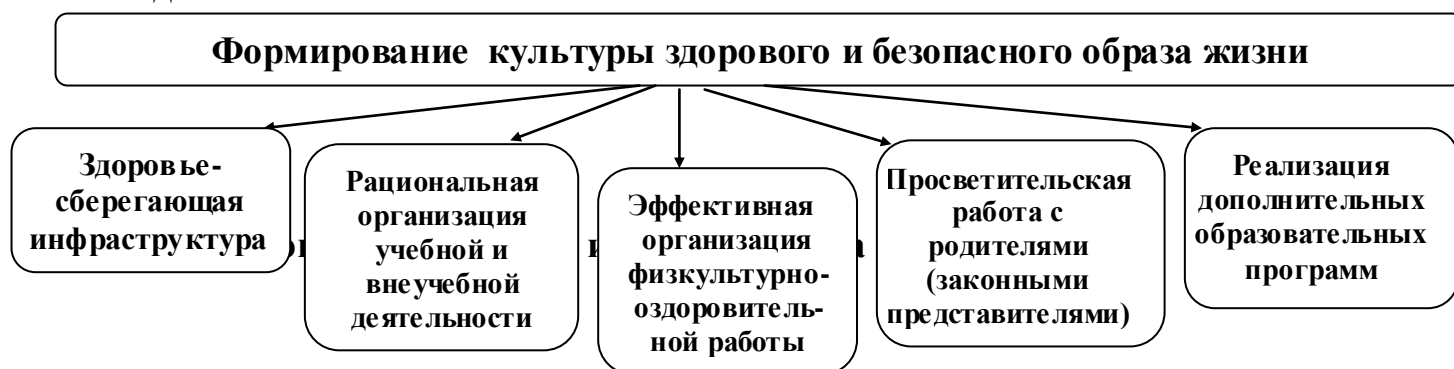 Формирование культуры здорового и безопасного образа жизни
Здоровье-
сберегающая
инфраструктура
Рациональная
организация
учебной и
внеучебной
деятельности
Эффективная
организация
физкультурно-
оздоровитель-
ной работы
Просветительская
работа с
родителями
(законными
представителями)
Реализация
дополнительных
образовательных
программ